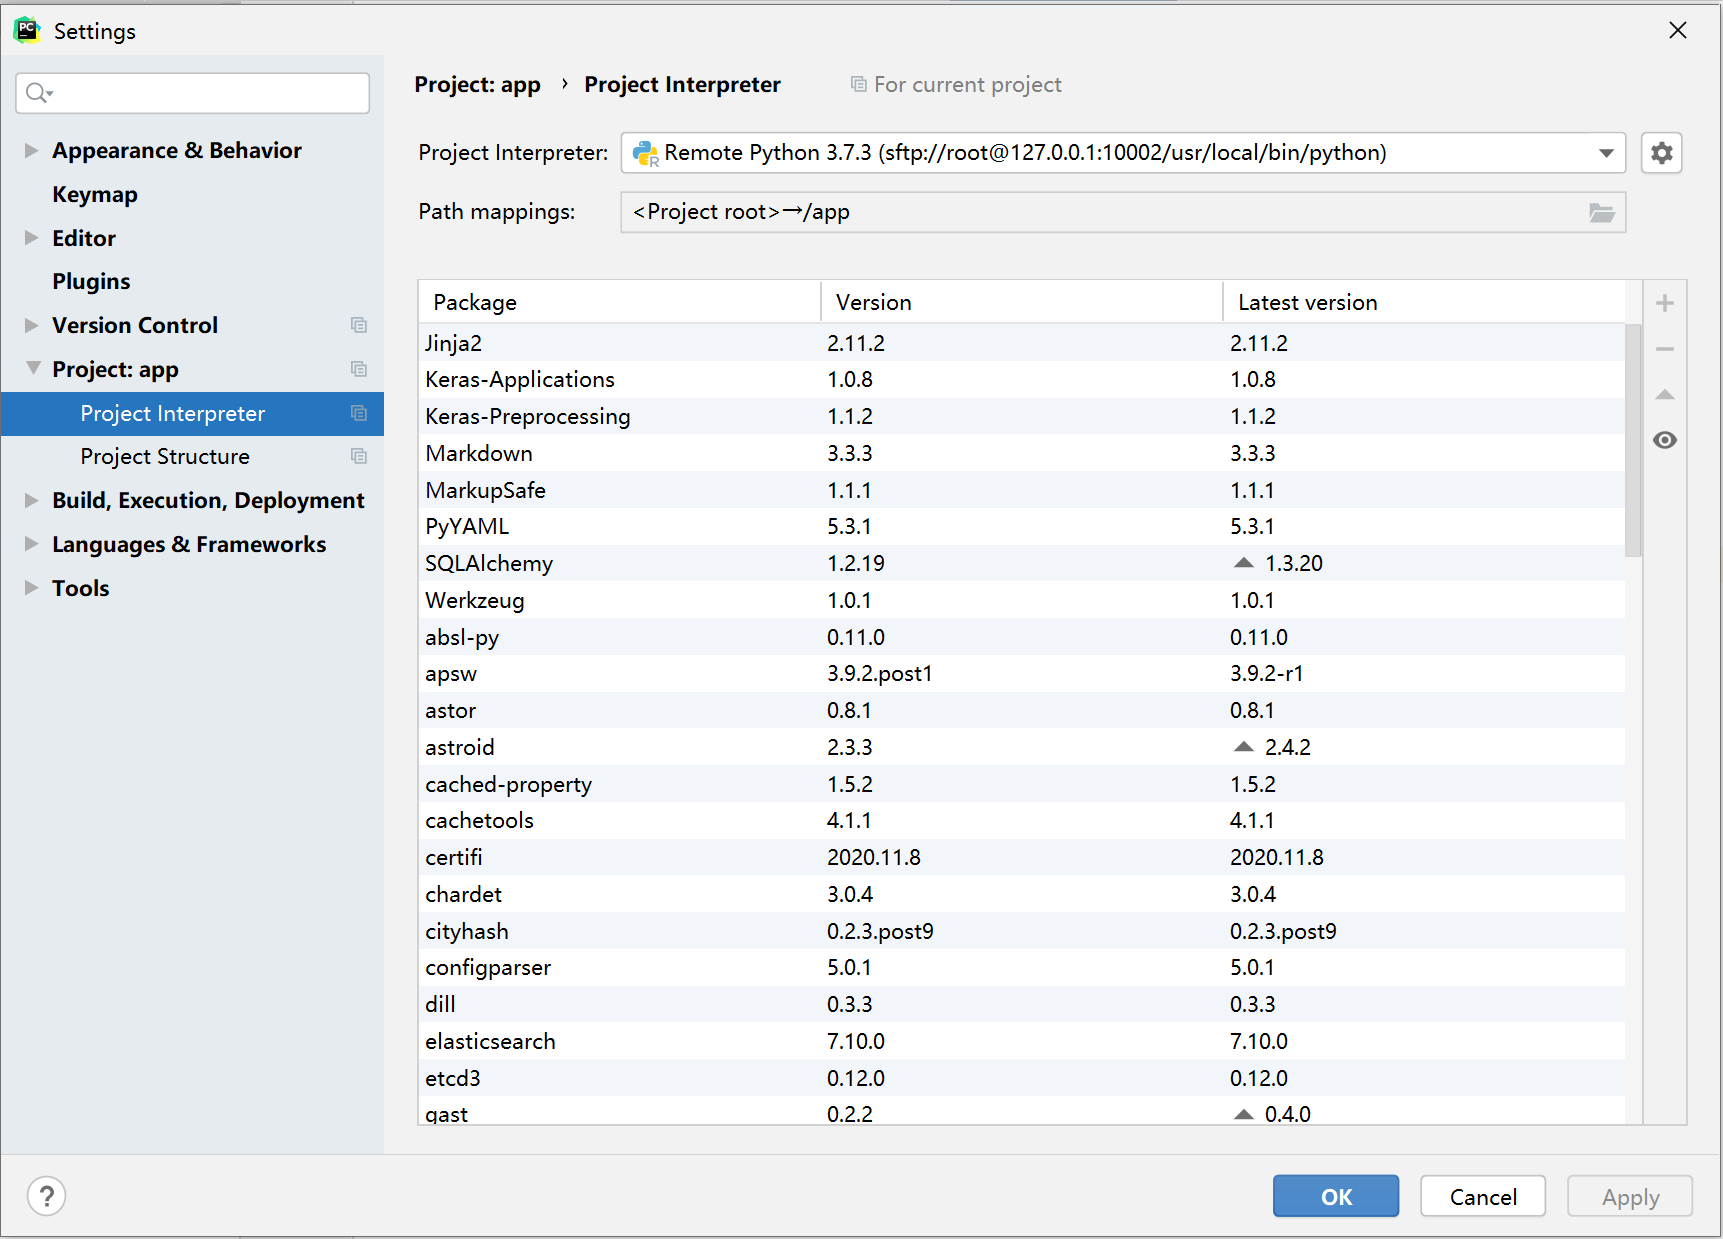 Settings
Appearance & Behavior
Keymap
Editor
Plugins
Version Control
Project: app
Project Interpreter
Project Structure
Build, Execution, Deployment
Languages & Frameworks
Tools
Project: app › Project Interpreter For current project
Project Interpreter: Remote Python 3.7.3 (sftp://root@127.0.0.1:10002/usr/local/bin/python)
Path mappings: <Project root>→/app
Package Version Latest version
Jinja2 2.11.2 2.11.2
Keras-Applications 1.0.8 1.0.8
Keras-Preprocessing 1.1.2 1.1.2
Markdown 3.3.3 3.3.3
MarkupSafe 1.1.1 1.1.1
PyYAML 5.3.1 5.3.1
SQLAlchemy 1.2.19 1.3.20
Werkzeug 1.0.1 1.0.1
absl-py 0.11.0 0.11.0
apsw 3.9.2.post1 3.9.2-r1
astor 0.8.1 0.8.1
astroid 2.3.3 2.4.2
cached-property 1.5.2 1.5.2
cachetools 4.1.1 4.1.1
certifi 2020.11.8 2020.11.8
chardet 3.0.4 3.0.4
cityhash 0.2.3.post9 0.2.3.post9
configparser 5.0.1 5.0.1
dill 0.3.3 0.3.3
elasticsearch 7.10.0 7.10.0
etcd3 0.12.0 0.12.0
gast 0.2.2 0.4.0
? OK Cancel Apply